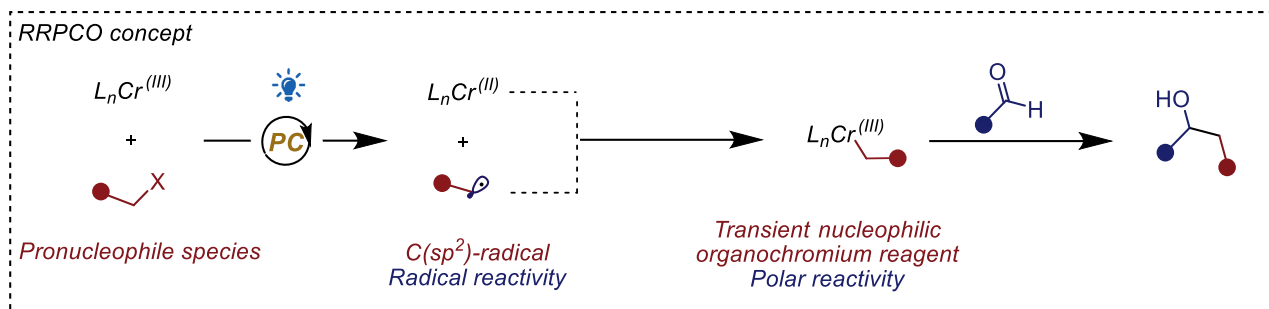 RRPCO concept
LnCr(III)
+
X
Pronucleophile species
PC
LnCr(II)
+
C(sp2)-radical
Radical reactivity
LnCr(III)
Transient nucleophilic
organochromium reagent
Polar reactivity
O
H
HO